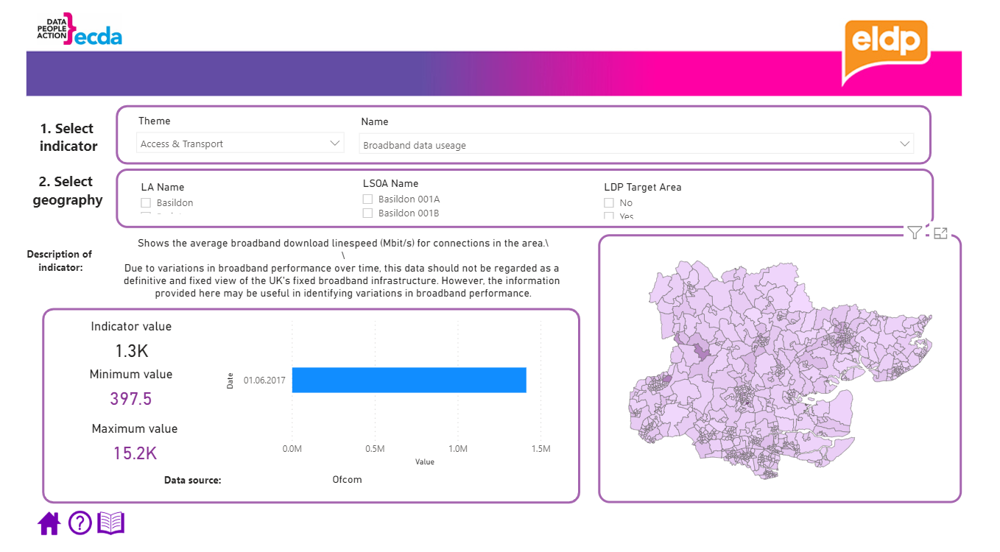 DATA
PEOPLE
ACTION
ecda
eldp
1. Select
indicator
Theme
Access & Transport
Name
Broadband data useage
2. Select
geography
LA Name
Basildon
LSOA Name
Basildon 001A
Basildon 001B
LDP Target Area
No
Yes
Description of
indicator:
Shows the average broadband download linespeed (Mbit/s) for connections in the area.\
\
Due to variations in broadband performance over time, this data should not be regarded as a
definitive and fixed view of the UK's fixed broadband infrastructure. However, the information
provided here may be useful in identifying variations in broadband performance.
Indicator value
1.3K
Minimum value
397.5
Maximum value
15.2K
Date
01.06.2017
0.0M 0.5M 1.0M 1.5M
Value
Data source: Ofcom
?